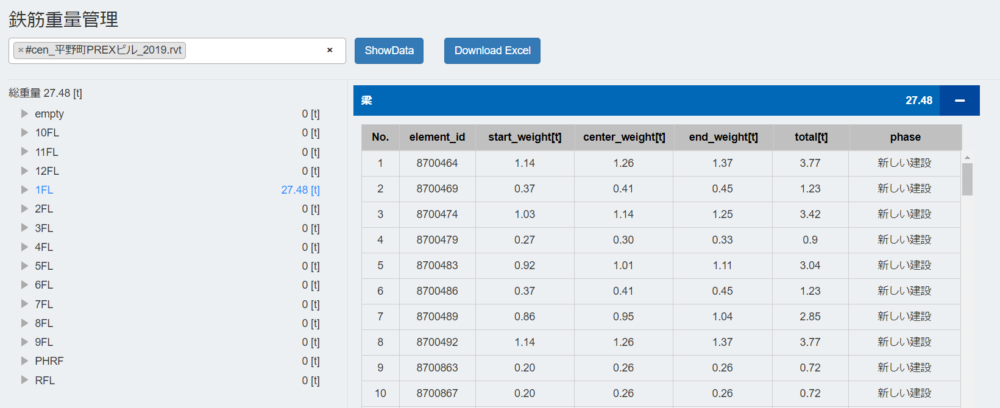 鉄筋重量管理
×#cen_平野町PREXビル_2019.rvt × ShowData Download Excel
総重量 27.48 [t]
empty 0 [t]
10FL 0 [t]
11FL 0 [t]
12FL 0 [t]
1FL 27.48 [t]
2FL 0 [t]
3FL 0 [t]
4FL 0 [t]
5FL 0 [t]
6FL 0 [t]
7FL 0 [t]
8FL 0 [t]
9FL 0 [t]
PHRF 0 [t]
RFL 0 [t]
梁 27.48
No. element_id start_weight[t] center_weight[t] end_weight[t] total[t] phase
1 8700464 1.14 1.26 1.37 3.77 新しい建設
2 8700469 0.37 0.41 0.45 1.23 新しい建設
3 8700474 1.03 1.14 1.25 3.42 新しい建設
4 8700479 0.27 0.30 0.33 0.9 新しい建設
5 8700483 0.92 1.01 1.11 3.04 新しい建設
6 8700486 0.37 0.41 0.45 1.23 新しい建設
7 8700489 0.86 0.95 1.04 2.85 新しい建設
8 8700492 1.14 1.26 1.37 3.77 新しい建設
9 8700863 0.20 0.26 0.26 0.72 新しい建設
10 8700867 0.20 0.26 0.26 0.72 新しい建設